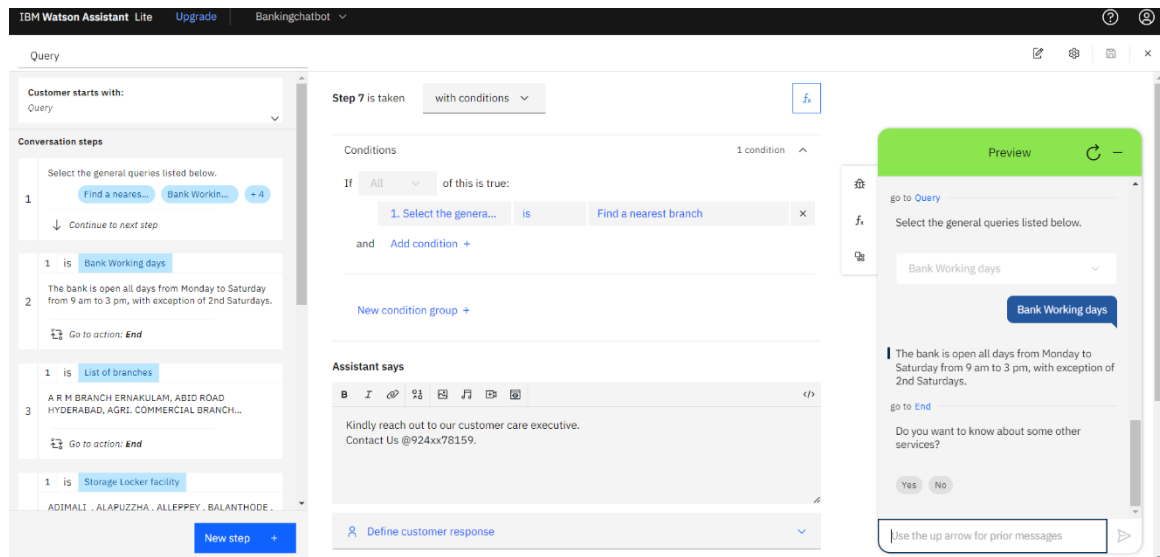 IBM Watson Assistant Lite Upgrade Bankingchatbot
Query
Customer starts with:
Query
Conversation steps
1
Select the general queries listed below.
Find a neares... Bank Workin... + 4
Continue to next step
2
1 is Bank Working days
The bank is open all days from Monday to Saturday
from 9 am to 3 pm, with exception of 2nd Saturdays.
Go to action: End
3
1 is List of branches
A R M BRANCH ERNAKULAM, ABID ROAD
HYDERABAD, AGRI. COMMERCIAL BRANCH...
Go to action: End
1 is Storage Locker facility
ADIMALI , ALAPUZZHA , ALLEPPEY , BALANTHODE ,
New step +
Step 7 is taken with conditions
fx
Conditions 1 condition
If All of this is true:
1. Select the genera... is Find a nearest branch ×
and Add condition +
New condition group +
Assistant says
B I </>
Kindly reach out to our customer care executive.
Contact Us @924xx78159.
Define customer response
fx
Preview
go to Query
Select the general queries listed below.
Bank Working days
Bank Working days
The bank is open all days from Monday to
Saturday from 9 am to 3 pm, with exception of
2nd Saturdays.
go to End
Do you want to know about some other
services?
Yes No
Use the up arrow for prior messages